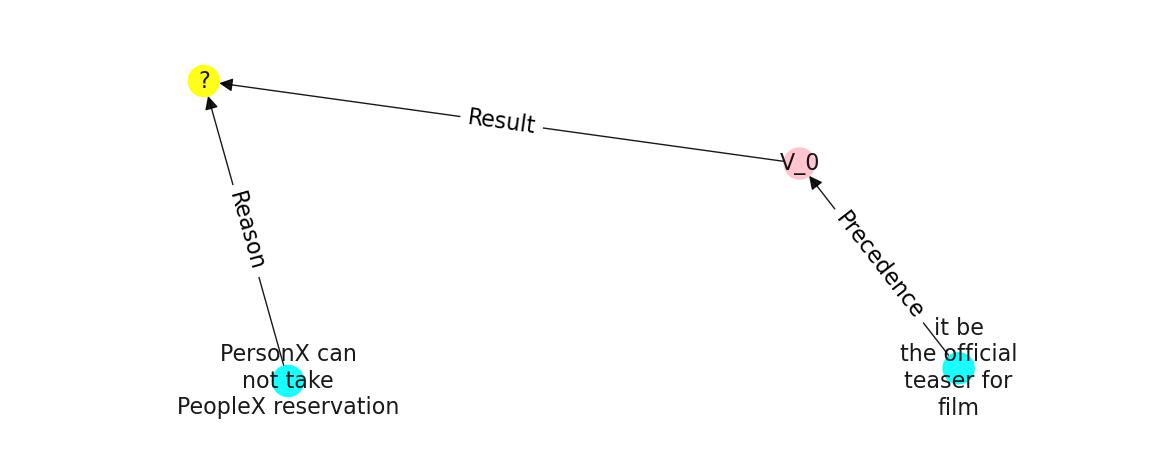 ?
Result
V_0
Reason
Precedence
PersonX can
not take
PeopleX reservation
it be
the official
teaser for
film